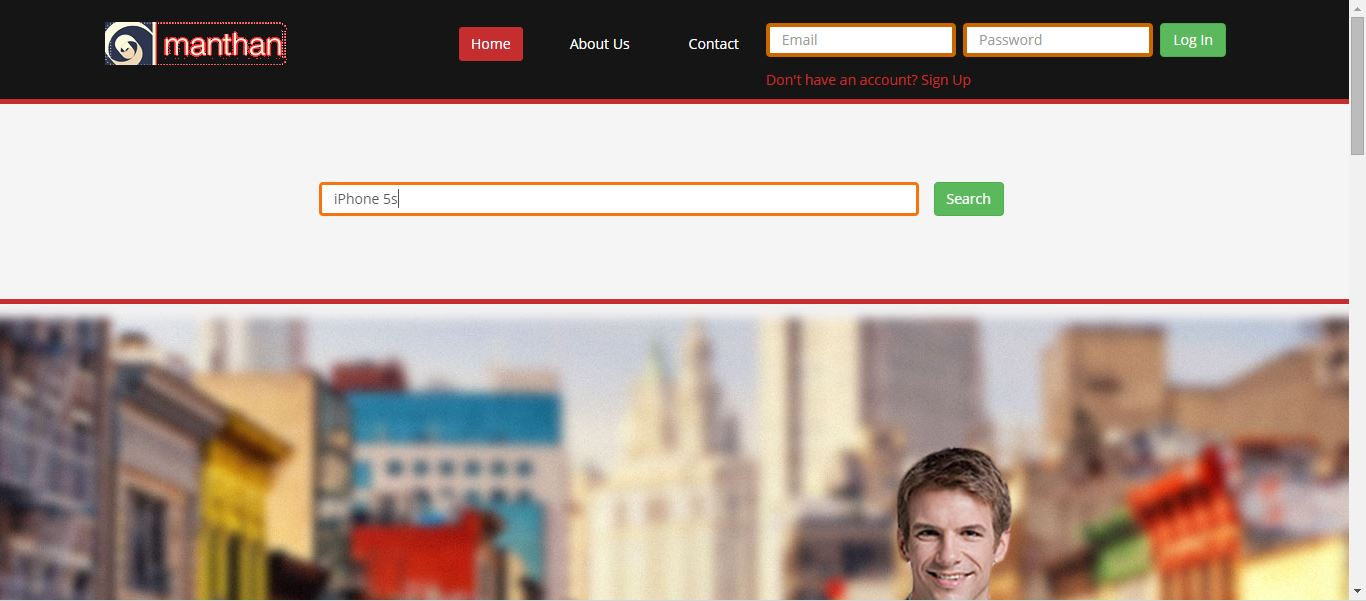 manthan Home About Us Contact Email Password Log In
Don't have an account? Sign Up
iPhone 5s Search